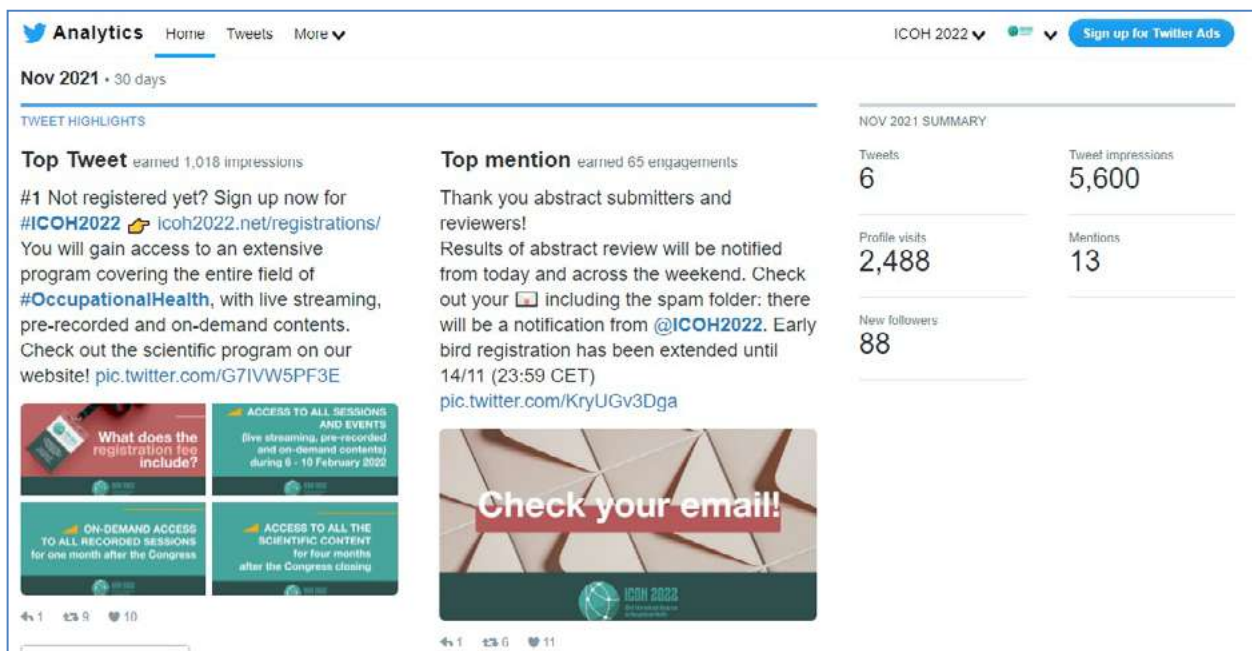 Analytics Home Tweets More
ICOH 2022
Sign up for Twitter Ads
Nov 2021 • 30 days
TWEET HIGHLIGHTS
Top Tweet earned 1,018 impressions
#1 Not registered yet? Sign up now for
#ICOH2022 👉 icoh2022.net/registrations/
You will gain access to an extensive
program covering the entire field of
#OccupationalHealth, with live streaming,
pre-recorded and on-demand contents.
Check out the scientific program on our
website! pic.twitter.com/G7IVW5PF3E
What does the
registration fee
include?
ACCESS TO ALL SESSIONS
AND EVENTS
(live streaming, pre-recorded
and on-demand contents)
during 6 - 10 February 2022
ON-DEMAND ACCESS
TO ALL RECORDED SESSIONS
for one month after the Congress
ACCESS TO ALL THE
SCIENTIFIC CONTENT
for four months
after the Congress closing
1 9 10
Top mention earned 65 engagements
Thank you abstract submitters and
reviewers!
Results of abstract review will be notified
from today and across the weekend. Check
out your 📧 including the spam folder: there
will be a notification from @ICOH2022. Early
bird registration has been extended until
14/11 (23:59 CET)
pic.twitter.com/KryUGv3Dga
Check your email!
ICOH 2022
1 6 11
NOV 2021 SUMMARY
Tweets
6
Tweet impressions
5,600
Profile visits
2,488
Mentions
13
New followers
88